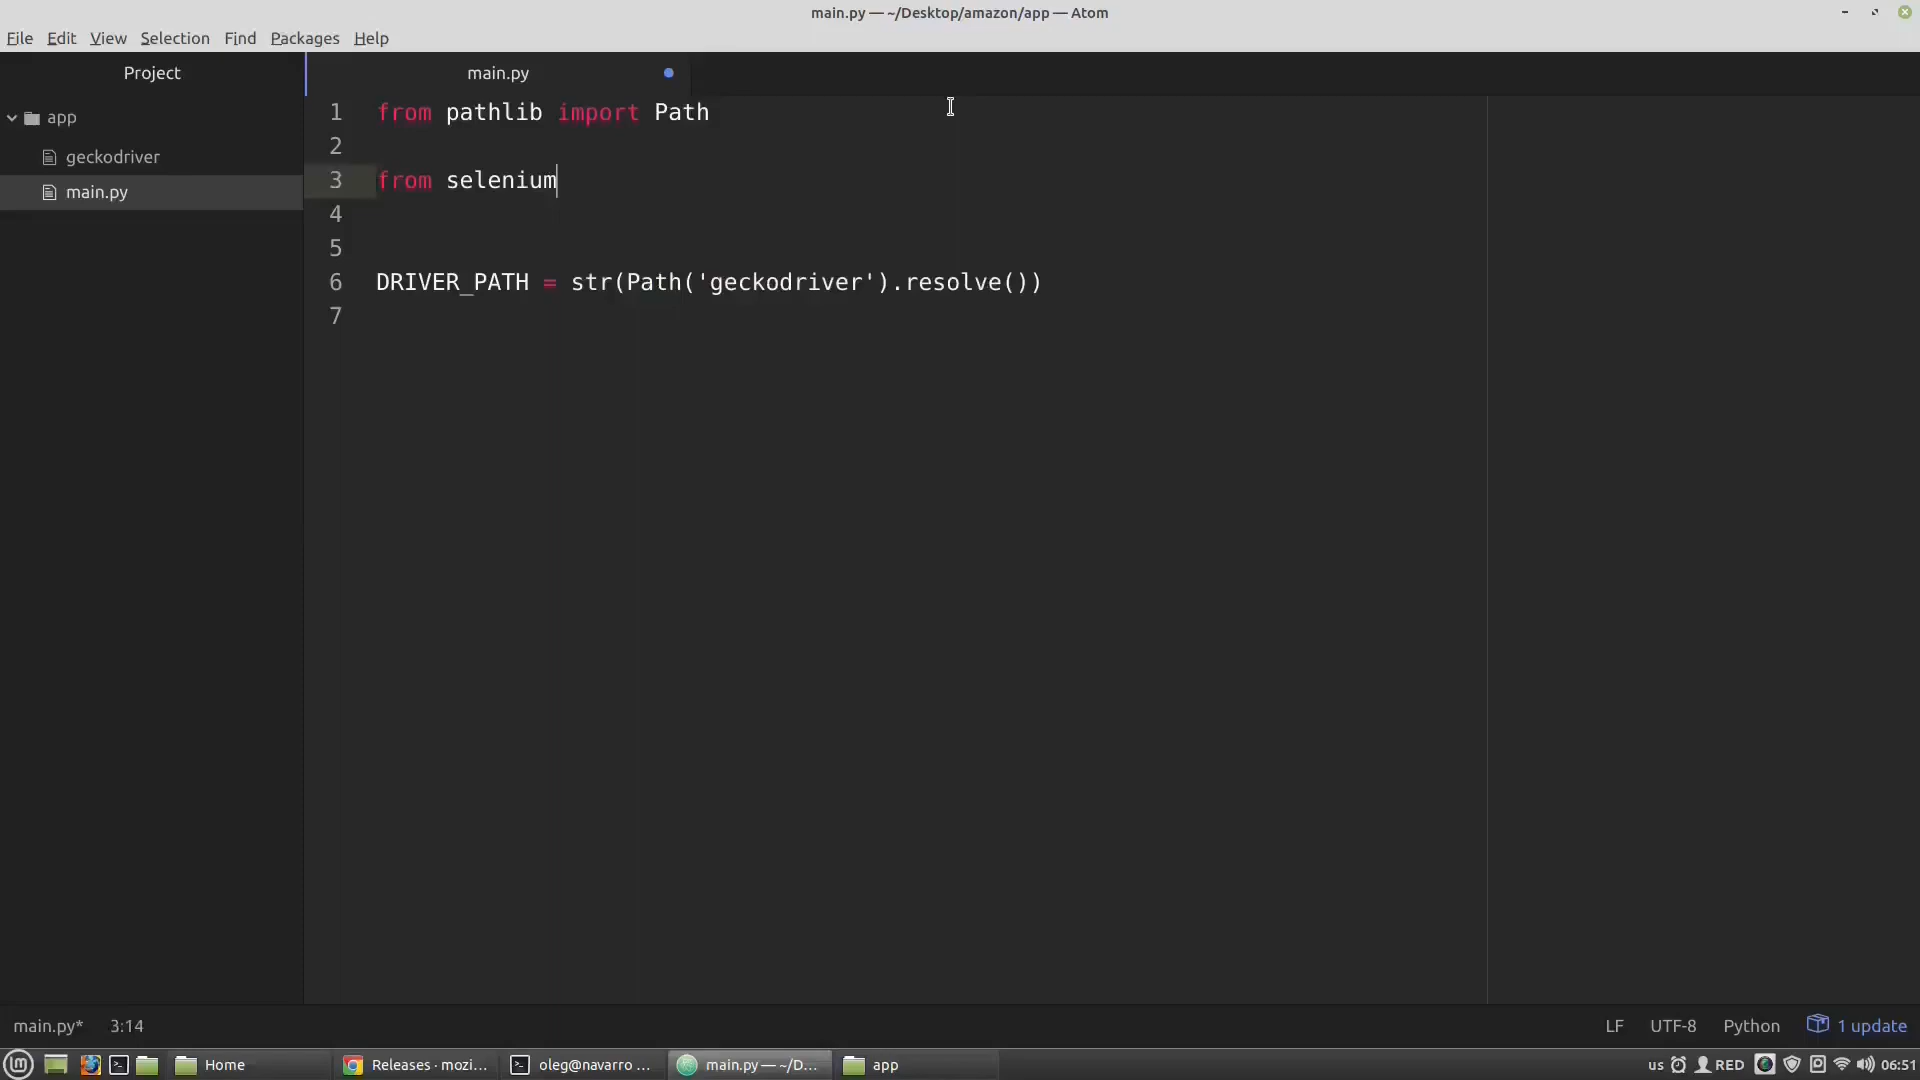 main.py — ~/Desktop/amazon/app — Atom
File Edit View Selection Find Packages Help
Project
main.py
app
geckodriver
main.py
1 from pathlib import Path
2
3 from selenium
4
5
6 DRIVER_PATH = str(Path('geckodriver').resolve())
7
main.py* 3:14
LF UTF-8 Python 1 update
Home
Releases · mozi...
oleg@navarro ...
main.py — ~/D...
app
us RED 06:51